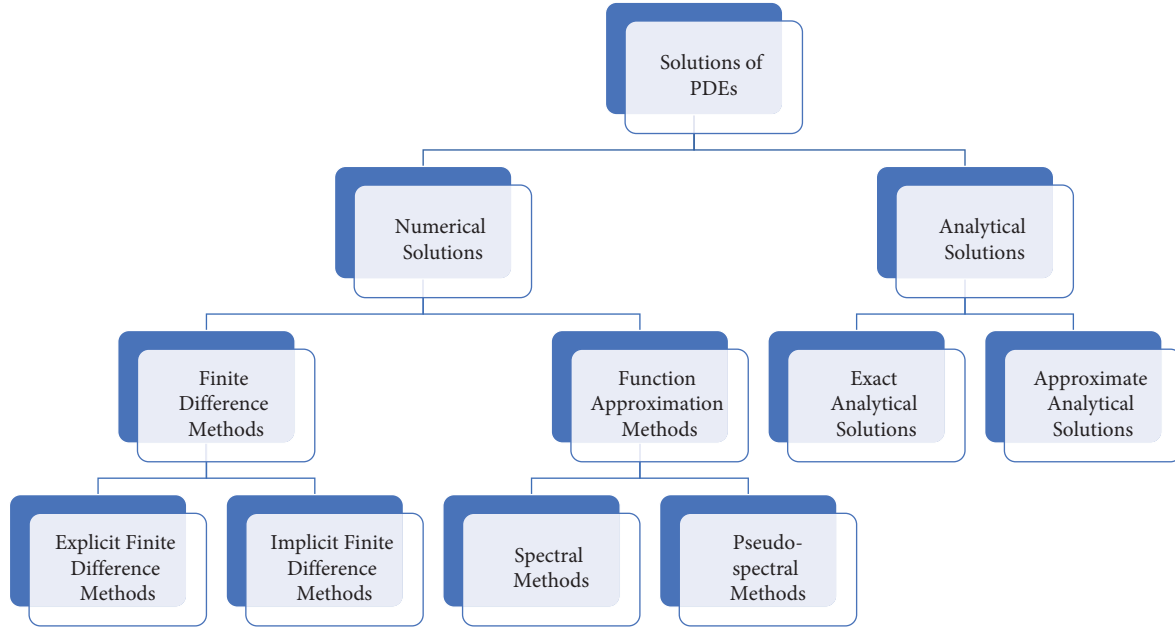 Solutions of
PDEs
Numerical
Solutions
Analytical
Solutions
Finite
Difference
Methods
Function
Approximation
Methods
Exact
Analytical
Solutions
Approximate
Analytical
Solutions
Explicit Finite
Difference
Methods
Implicit Finite
Difference
Methods
Spectral
Methods
Pseudo-
spectral
Methods